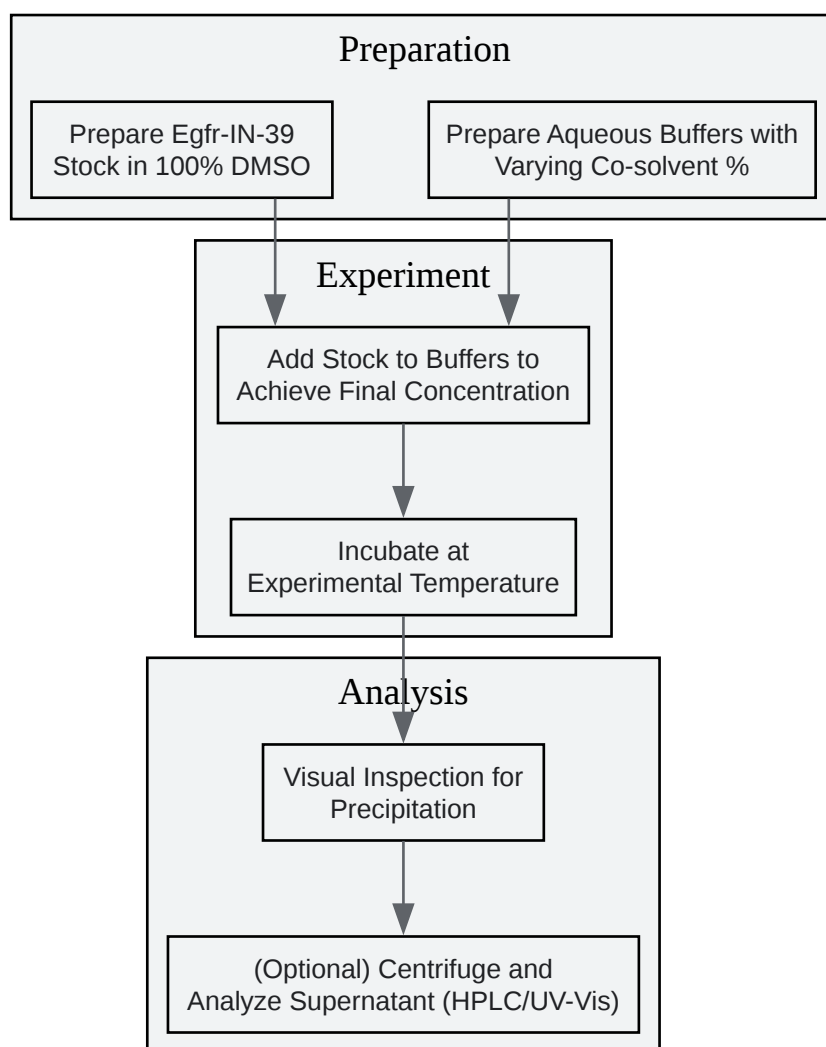 Preparation
Prepare Egfr-IN-39
Stock in 100% DMSO
Prepare Aqueous Buffers with
Varying Co-solvent %
Experiment
Add Stock to Buffers to
Achieve Final Concentration
Incubate at
Experimental Temperature
Analysis
Visual Inspection for
Precipitation
(Optional) Centrifuge and
Analyze Supernatant (HPLC/UV-Vis)